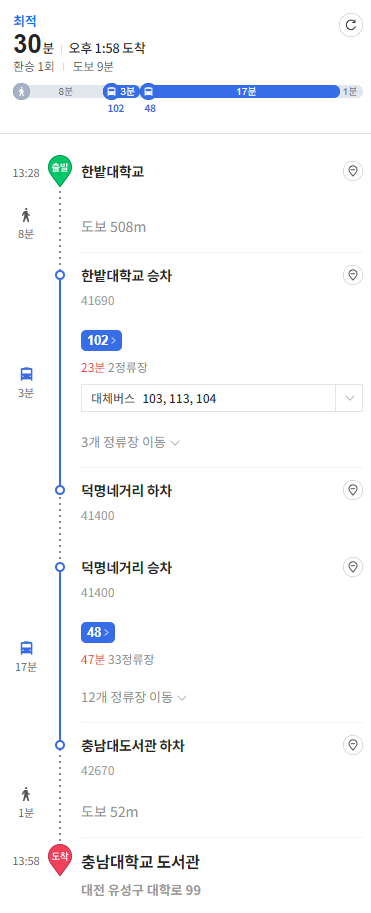 최적
30분 오후 1:58 도착
환승 1회 도보 9분
8분 3분 17분 1분
102 48
13:28 출발 한밭대학교
도보 508m
8분
한밭대학교 승차
41690
102
23분 2정류장
대체버스 103, 113, 104
3분
3개 정류장 이동
덕명네거리 하차
41400
덕명네거리 승차
41400
48
47분 33정류장
17분
12개 정류장 이동
충남대도서관 하차
42670
도보 52m
1분
13:58 도착 충남대학교 도서관
대전 유성구 대학로 99